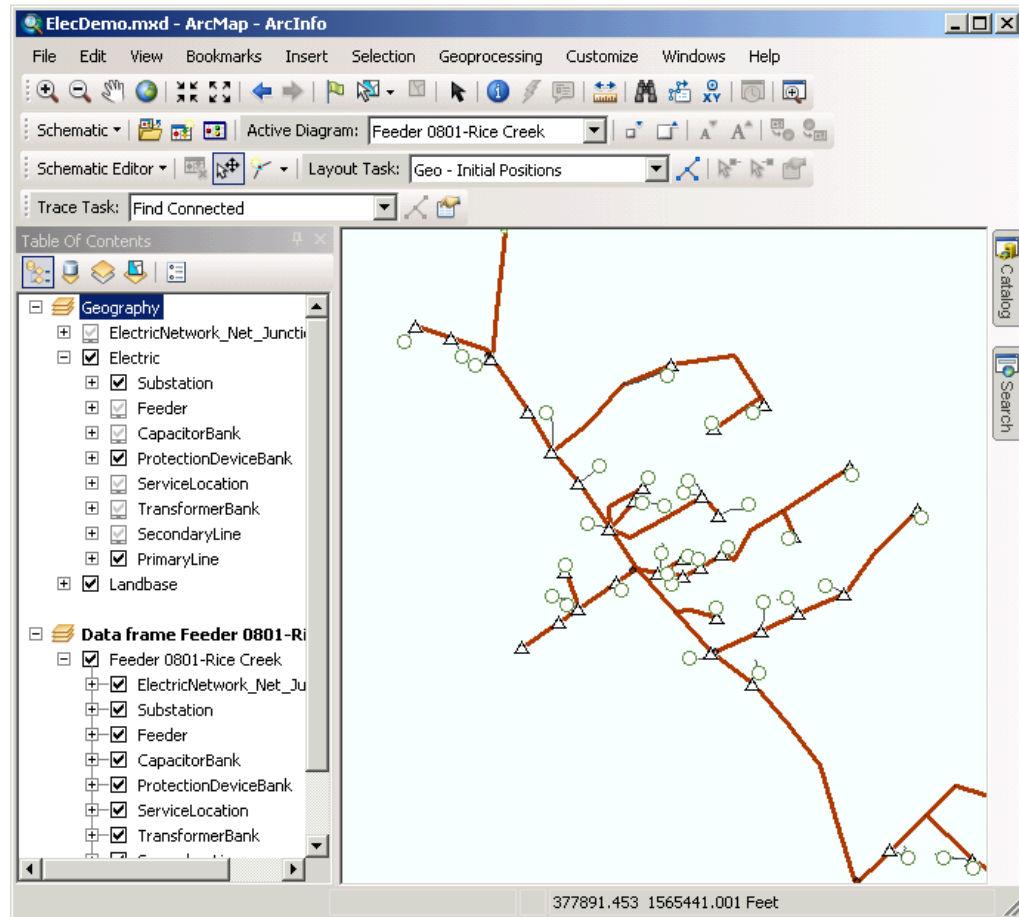 ElecDemo.mxd - ArcMap - ArcInfo
File Edit View Bookmarks Insert Selection Geoprocessing Customize Windows Help
Schematic Active Diagram: Feeder 0801-Rice Creek
Schematic Editor Layout Task: Geo - Initial Positions
Trace Task: Find Connected
Table Of Contents
Geography
ElectricNetwork_Net_Juncti
Electric
Substation
Feeder
CapacitorBank
ProtectionDeviceBank
ServiceLocation
TransformerBank
SecondaryLine
PrimaryLine
Landbase
Data frame Feeder 0801-Ri
Feeder 0801-Rice Creek
ElectricNetwork_Net_Ju
Substation
Feeder
CapacitorBank
ProtectionDeviceBank
ServiceLocation
TransformerBank
Catalog
Search
377891.453 1565441.001 Feet